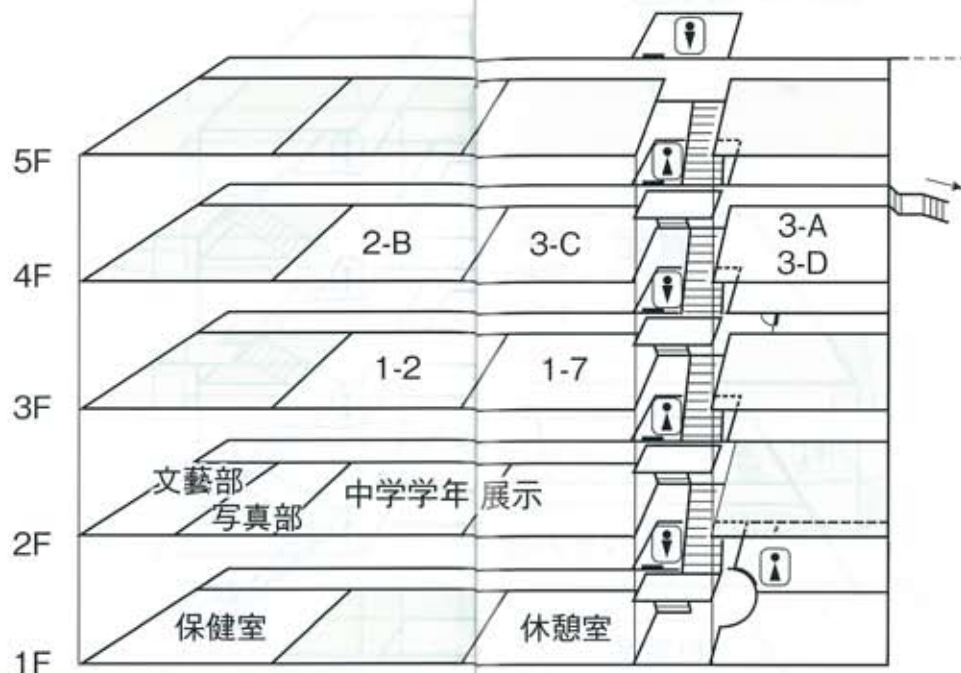 5F
2-B
3-C
3-A
3-D
4F
1-2
1-7
3F
文藝部
写真部
中学学年 展示
2F
保健室
休憩室
1F